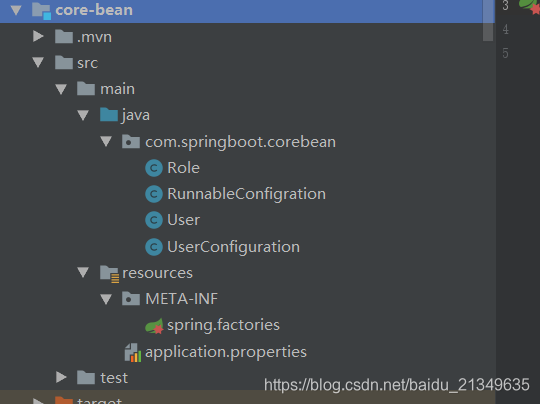 core-bean
3
.mvn
4
src
5
main
java
com.springboot.corebean
Role
RunnableConfigration
User
UserConfiguration
resources
META-INF
spring.factories
application.properties
test
https://blog.csdn.net/baidu_21349635
target